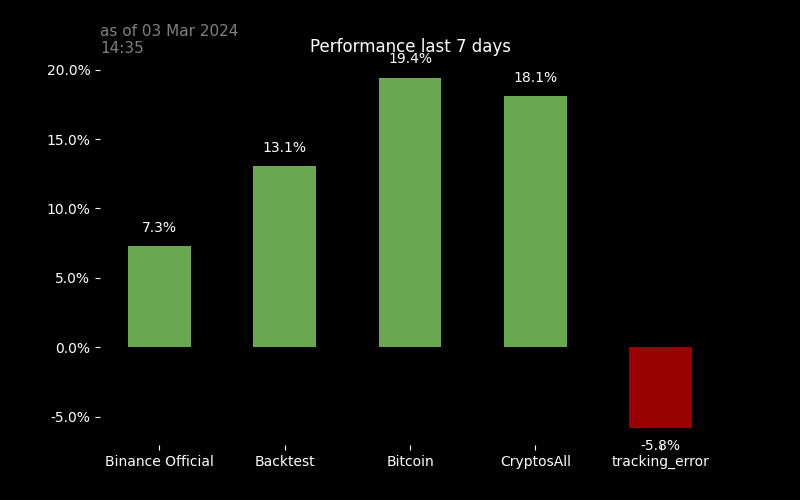 as of 03 Mar 2024
14:35
Performance last 7 days
20.0%
15.0%
10.0%
5.0%
0.0%
-5.0%
7.3%
13.1%
19.4%
18.1%
-5.8%
Binance Official
Backtest
Bitcoin
CryptosAll
tracking_error